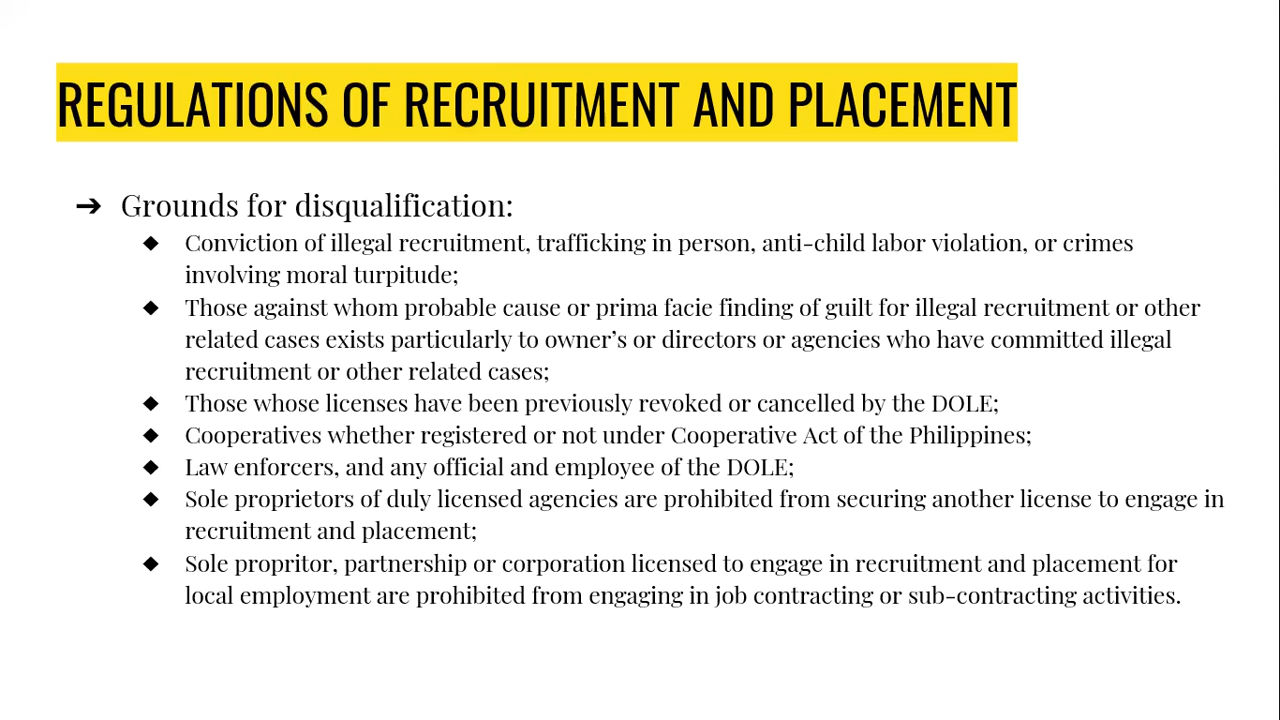 REGULATIONS OF RECRUITMENT AND PLACEMENT
➔ Grounds for disqualification:
◆ Conviction of illegal recruitment, trafficking in person, anti-child labor violation, or crimes
involving moral turpitude;
◆ Those against whom probable cause or prima facie finding of guilt for illegal recruitment or other
related cases exists particularly to owner’s or directors or agencies who have committed illegal
recruitment or other related cases;
◆ Those whose licenses have been previously revoked or cancelled by the DOLE;
◆ Cooperatives whether registered or not under Cooperative Act of the Philippines;
◆ Law enforcers, and any official and employee of the DOLE;
◆ Sole proprietors of duly licensed agencies are prohibited from securing another license to engage in
recruitment and placement;
◆ Sole propritor, partnership or corporation licensed to engage in recruitment and placement for
local employment are prohibited from engaging in job contracting or sub-contracting activities.